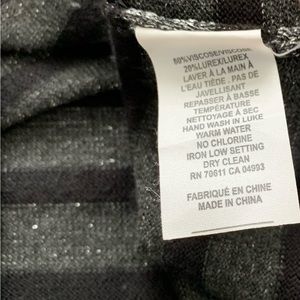 80%VISCOSE/VISCOSE
20%LUREX/LUREX
LAVER À LA MAIN À
L'EAU TIÈDE . PAS DE
JAVELLISANT
REPASSER À BASSE
TEMPÉRATURE
NETTOYAGE À SEC
HAND WASH IN LUKE
WARM WATER
NO CHLORINE
IRON LOW SETTING
DRY CLEAN
RN 70611 CA 04993
FABRIQUÉ EN CHINE
MADE IN CHINA